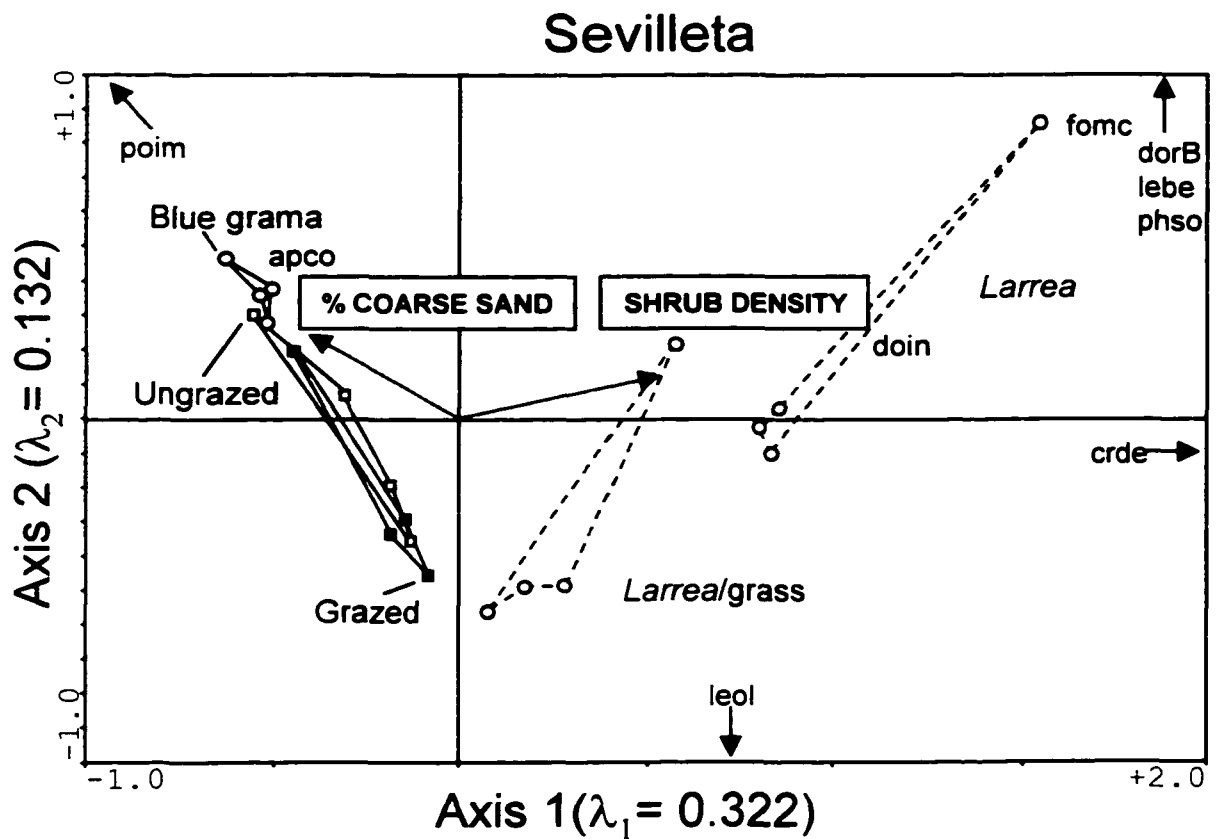 Sevilleta
+1.0
poim
fomc
dorB
lebe
phso
Blue grama
apco
% COARSE SAND
SHRUB DENSITY
Larrea
doin
Ungrazed
crde
Axis 2 (λ2 = 0.132)
Grazed
Larrea/grass
leol
-1.0
-1.0
+2.0
Axis 1(λ1 = 0.322)